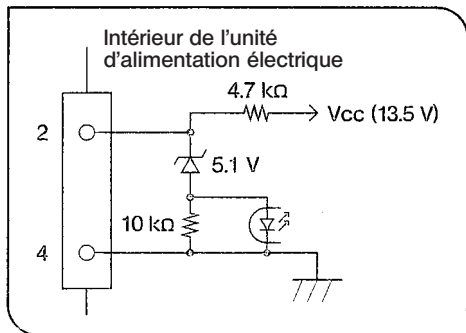 Intérieur de l'unité
d'alimentation électrique
4.7 kΩ
Vcc (13.5 V)
2
5.1 V
10 kΩ
4